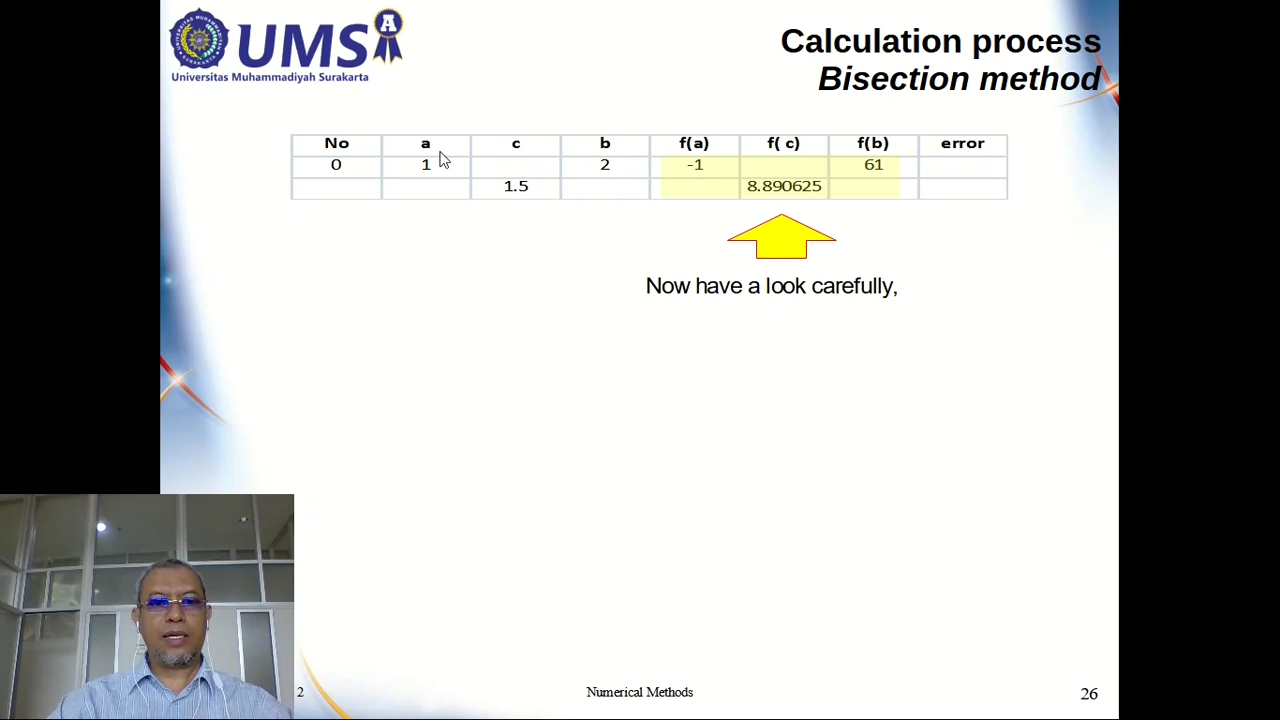 UMS
A
Universitas Muhammadiyah Surakarta
Calculation process
Bisection method
No a c b f(a) f( c) f(b) error
0 1 2 -1 61
1.5 8.890625
Now have a look carefully,
2 Numerical Methods 26